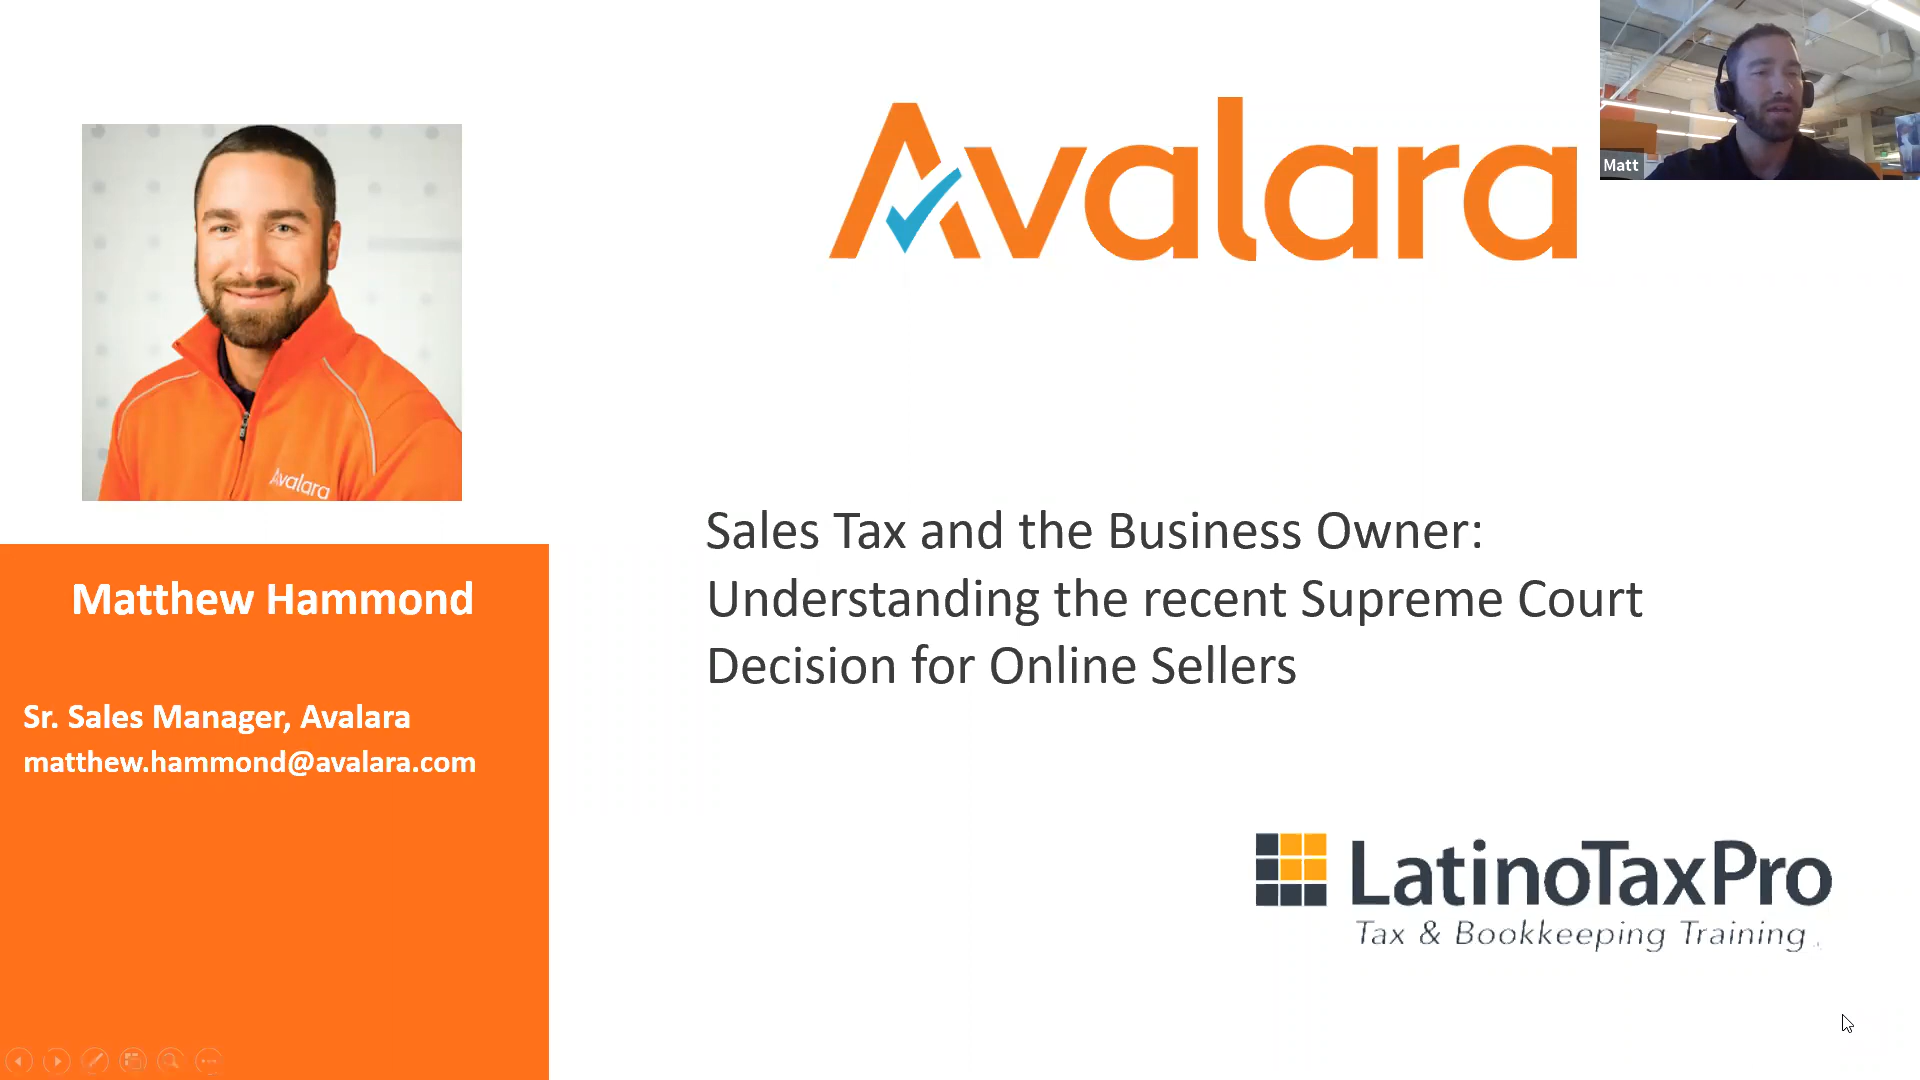 Avalara
Matt
Avalara
Matthew Hammond
Sr. Sales Manager, Avalara
matthew.hammond@avalara.com
Sales Tax and the Business Owner:
Understanding the recent Supreme Court
Decision for Online Sellers
LatinoTaxPro
Tax & Bookkeeping Training